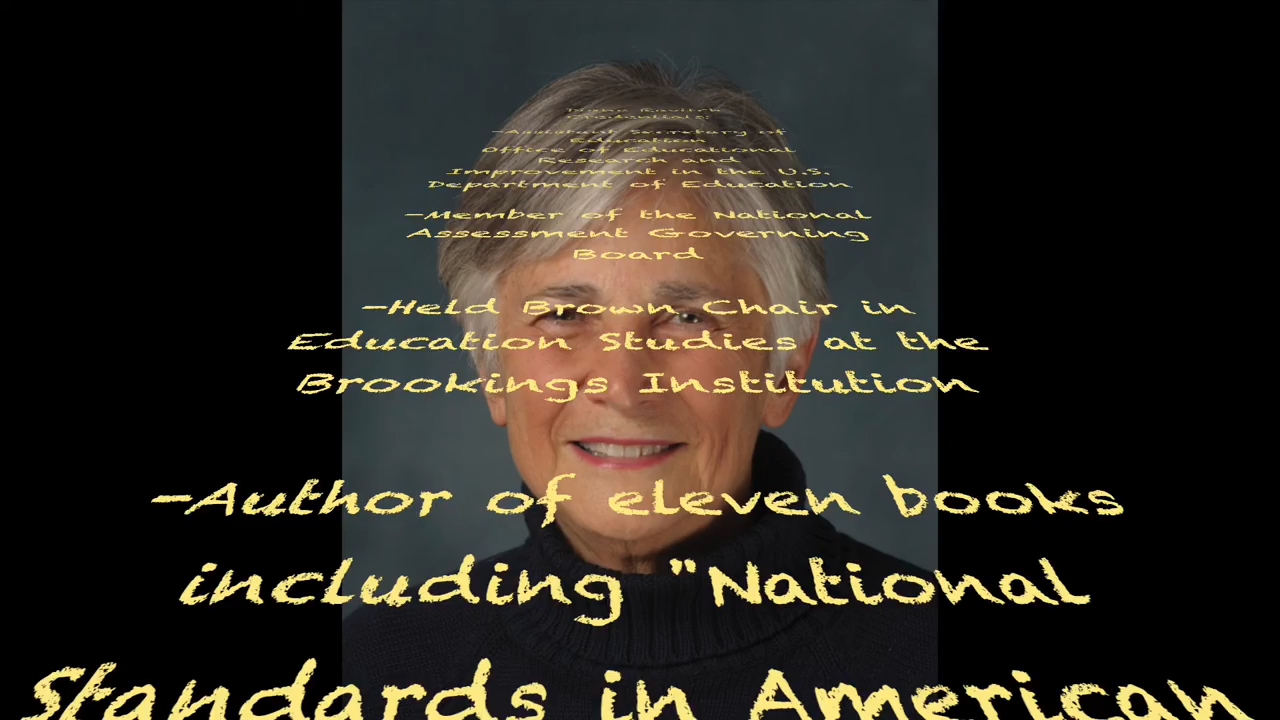 Diane Ravitch
Credentials:
-Assistant Secretary of
Education
Office of Educational
Research and
Improvement in the U.S.
Department of Education
-Member of the National
Assessment Governing
Board
-Held Brown Chair in
Education Studies at the
Brookings Institution
-Author of eleven books
including "National
Standards in American